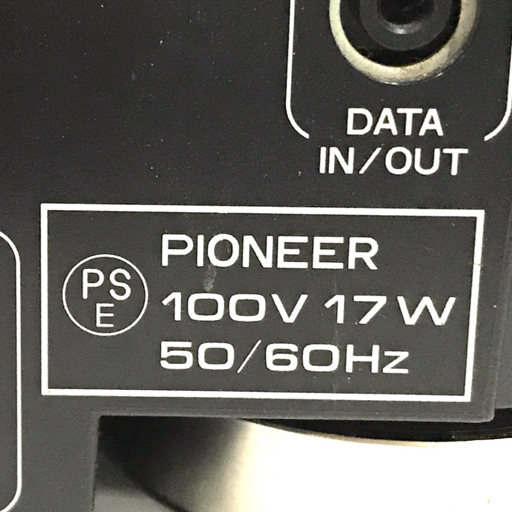 DATA
IN/OUT
PIONEER
PS
E
100V 17W
50/60Hz